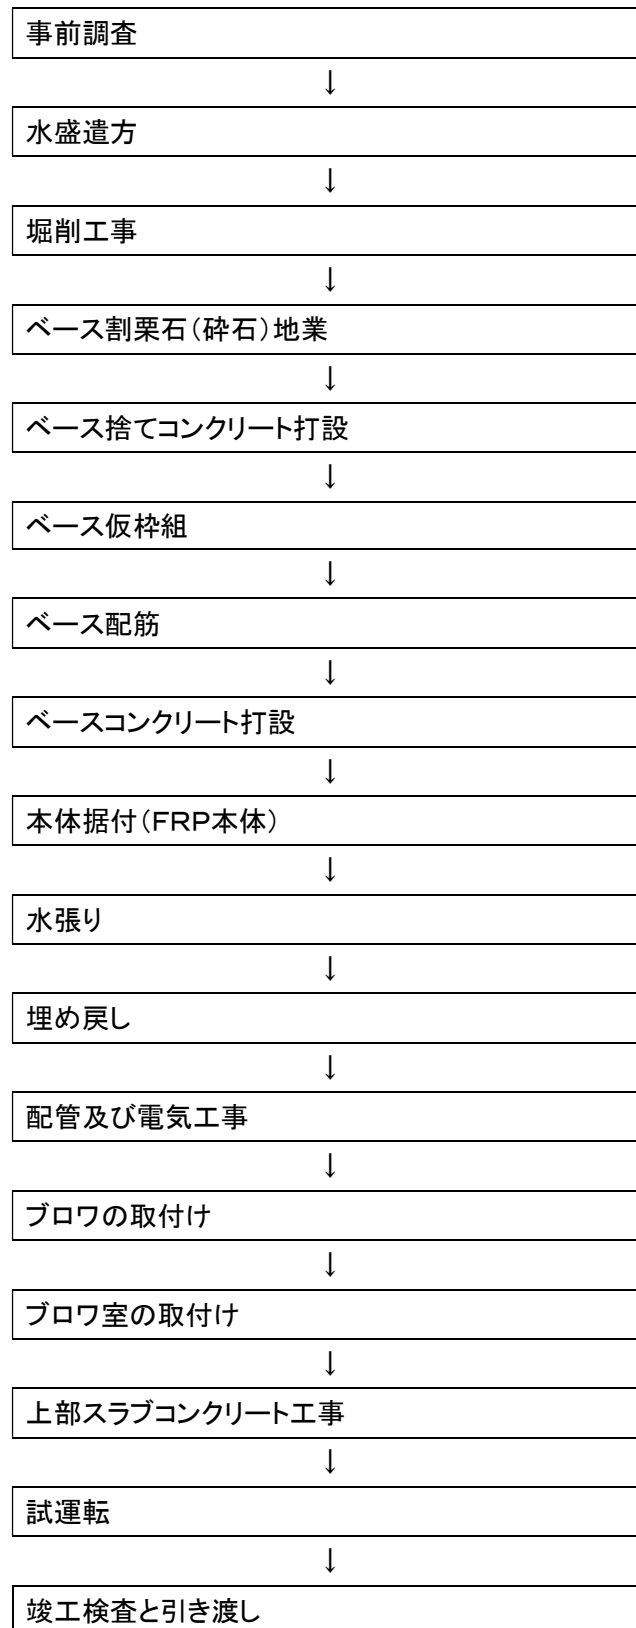 事前調査
↓
水盛遣方
↓
堀削工事
↓
ベース割栗石(砕石)地業
↓
ベース捨てコンクリート打設
↓
ベース仮枠組
↓
ベース配筋
↓
ベースコンクリート打設
↓
本体据付(FRP本体)
↓
水張り
↓
埋め戻し
↓
配管及び電気工事
↓
ブロワの取付け
↓
ブロワ室の取付け
↓
上部スラブコンクリート工事
↓
試運転
↓
竣工検査と引き渡し